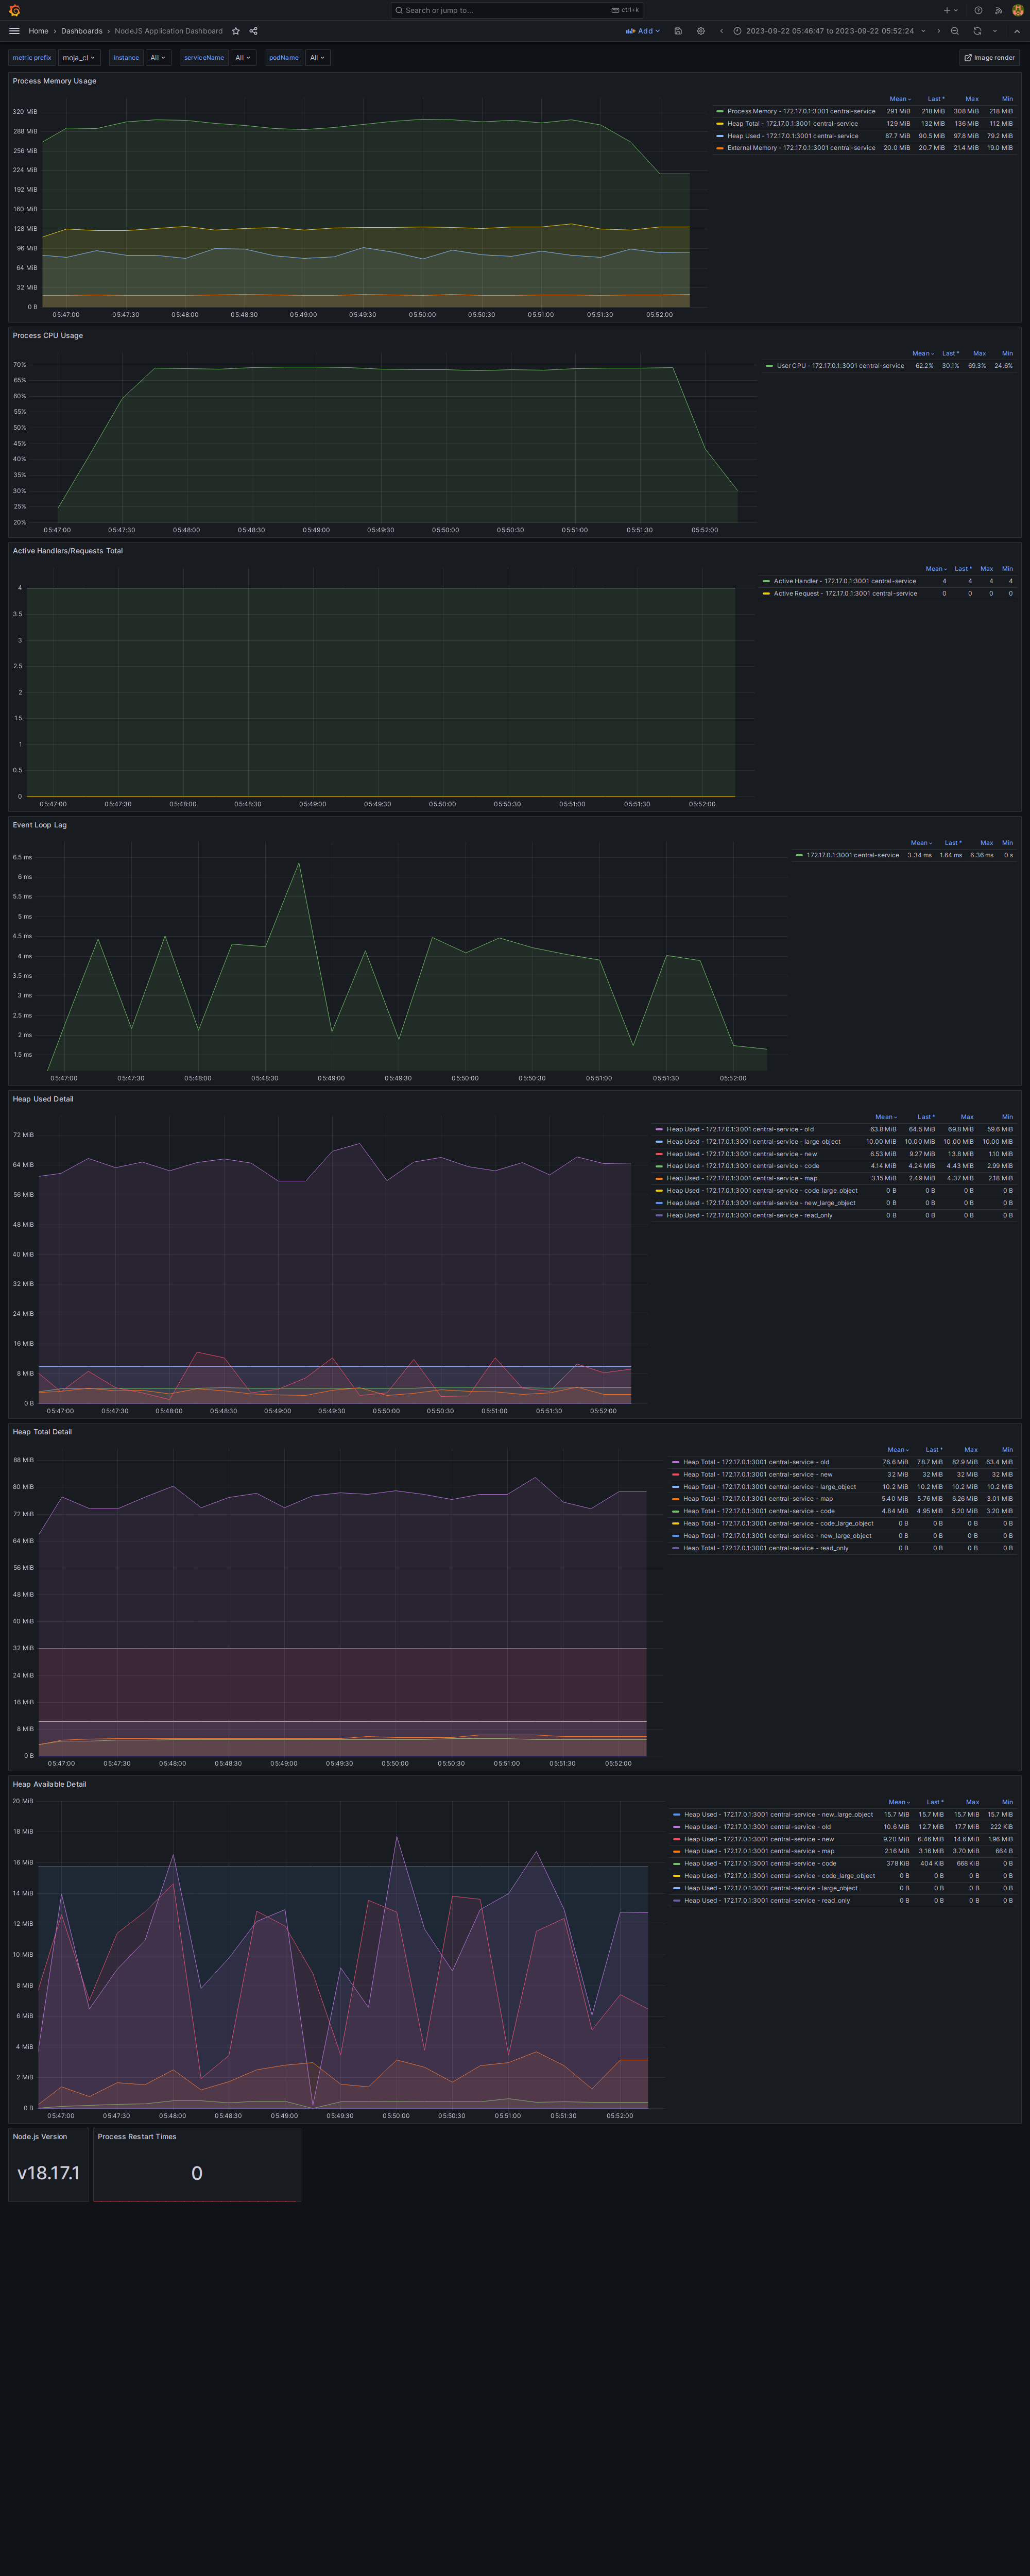 Search or jump to... ctrl+k
Home › Dashboards › NodeJS Application Dashboard Add 2023-09-22 05:46:47 to 2023-09-22 05:52:24
metric prefix moja_cl instance All serviceName All podName All Image render
Process Memory Usage
Mean Last * Max Min
Process Memory - 172.17.0.1:3001 central-service 291 MiB 218 MiB 308 MiB 218 MiB
Heap Total - 172.17.0.1:3001 central-service 129 MiB 132 MiB 136 MiB 112 MiB
Heap Used - 172.17.0.1:3001 central-service 87.7 MiB 90.5 MiB 97.8 MiB 79.2 MiB
External Memory - 172.17.0.1:3001 central-service 20.0 MiB 20.7 MiB 21.4 MiB 19.0 MiB
320 MiB
288 MiB
256 MiB
224 MiB
192 MiB
160 MiB
128 MiB
96 MiB
64 MiB
32 MiB
0 B
05:47:00 05:47:30 05:48:00 05:48:30 05:49:00 05:49:30 05:50:00 05:50:30 05:51:00 05:51:30 05:52:00
Process CPU Usage
Mean Last * Max Min
User CPU - 172.17.0.1:3001 central-service 62.2% 30.1% 69.3% 24.6%
70%
65%
60%
55%
50%
45%
40%
35%
30%
25%
20%
05:47:00 05:47:30 05:48:00 05:48:30 05:49:00 05:49:30 05:50:00 05:50:30 05:51:00 05:51:30 05:52:00
Active Handlers/Requests Total
Mean Last * Max Min
Active Handler - 172.17.0.1:3001 central-service 4 4 4 4
Active Request - 172.17.0.1:3001 central-service 0 0 0 0
4
3.5
3
2.5
2
1.5
1
0.5
0
05:47:00 05:47:30 05:48:00 05:48:30 05:49:00 05:49:30 05:50:00 05:50:30 05:51:00 05:51:30 05:52:00
Event Loop Lag
Mean Last * Max Min
172.17.0.1:3001 central-service 3.34 ms 1.64 ms 6.36 ms 0 s
6.5 ms
6 ms
5.5 ms
5 ms
4.5 ms
4 ms
3.5 ms
3 ms
2.5 ms
2 ms
1.5 ms
05:47:00 05:47:30 05:48:00 05:48:30 05:49:00 05:49:30 05:50:00 05:50:30 05:51:00 05:51:30 05:52:00
Heap Used Detail
Mean Last * Max Min
Heap Used - 172.17.0.1:3001 central-service - old 63.8 MiB 64.5 MiB 69.8 MiB 59.6 MiB
Heap Used - 172.17.0.1:3001 central-service - large_object 10.00 MiB 10.00 MiB 10.00 MiB 10.00 MiB
Heap Used - 172.17.0.1:3001 central-service - new 6.53 MiB 9.27 MiB 13.8 MiB 1.10 MiB
Heap Used - 172.17.0.1:3001 central-service - code 4.14 MiB 4.24 MiB 4.43 MiB 2.99 MiB
Heap Used - 172.17.0.1:3001 central-service - map 3.15 MiB 2.49 MiB 4.37 MiB 2.18 MiB
Heap Used - 172.17.0.1:3001 central-service - code_large_object 0 B 0 B 0 B 0 B
Heap Used - 172.17.0.1:3001 central-service - new_large_object 0 B 0 B 0 B 0 B
Heap Used - 172.17.0.1:3001 central-service - read_only 0 B 0 B 0 B 0 B
72 MiB
64 MiB
56 MiB
48 MiB
40 MiB
32 MiB
24 MiB
16 MiB
8 MiB
0 B
05:47:00 05:47:30 05:48:00 05:48:30 05:49:00 05:49:30 05:50:00 05:50:30 05:51:00 05:51:30 05:52:00
Heap Total Detail
Mean Last * Max Min
Heap Total - 172.17.0.1:3001 central-service - old 76.6 MiB 78.7 MiB 82.9 MiB 63.4 MiB
Heap Total - 172.17.0.1:3001 central-service - new 32 MiB 32 MiB 32 MiB 32 MiB
Heap Total - 172.17.0.1:3001 central-service - large_object 10.2 MiB 10.2 MiB 10.2 MiB 10.2 MiB
Heap Total - 172.17.0.1:3001 central-service - map 5.40 MiB 5.76 MiB 6.26 MiB 3.01 MiB
Heap Total - 172.17.0.1:3001 central-service - code 4.84 MiB 4.95 MiB 5.20 MiB 3.20 MiB
Heap Total - 172.17.0.1:3001 central-service - code_large_object 0 B 0 B 0 B 0 B
Heap Total - 172.17.0.1:3001 central-service - new_large_object 0 B 0 B 0 B 0 B
Heap Total - 172.17.0.1:3001 central-service - read_only 0 B 0 B 0 B 0 B
88 MiB
80 MiB
72 MiB
64 MiB
56 MiB
48 MiB
40 MiB
32 MiB
24 MiB
16 MiB
8 MiB
0 B
05:47:00 05:47:30 05:48:00 05:48:30 05:49:00 05:49:30 05:50:00 05:50:30 05:51:00 05:51:30 05:52:00
Heap Available Detail
Mean Last * Max Min
Heap Used - 172.17.0.1:3001 central-service - new_large_object 15.7 MiB 15.7 MiB 15.7 MiB 15.7 MiB
Heap Used - 172.17.0.1:3001 central-service - old 10.6 MiB 12.7 MiB 17.7 MiB 222 KiB
Heap Used - 172.17.0.1:3001 central-service - new 9.20 MiB 6.46 MiB 14.6 MiB 1.96 MiB
Heap Used - 172.17.0.1:3001 central-service - map 2.16 MiB 3.16 MiB 3.70 MiB 664 B
Heap Used - 172.17.0.1:3001 central-service - code 378 KiB 404 KiB 668 KiB 0 B
Heap Used - 172.17.0.1:3001 central-service - code_large_object 0 B 0 B 0 B 0 B
Heap Used - 172.17.0.1:3001 central-service - large_object 0 B 0 B 0 B 0 B
Heap Used - 172.17.0.1:3001 central-service - read_only 0 B 0 B 0 B 0 B
20 MiB
18 MiB
16 MiB
14 MiB
12 MiB
10 MiB
8 MiB
6 MiB
4 MiB
2 MiB
0 B
05:47:00 05:47:30 05:48:00 05:48:30 05:49:00 05:49:30 05:50:00 05:50:30 05:51:00 05:51:30 05:52:00
Node.js Version Process Restart Times
v18.17.1 0